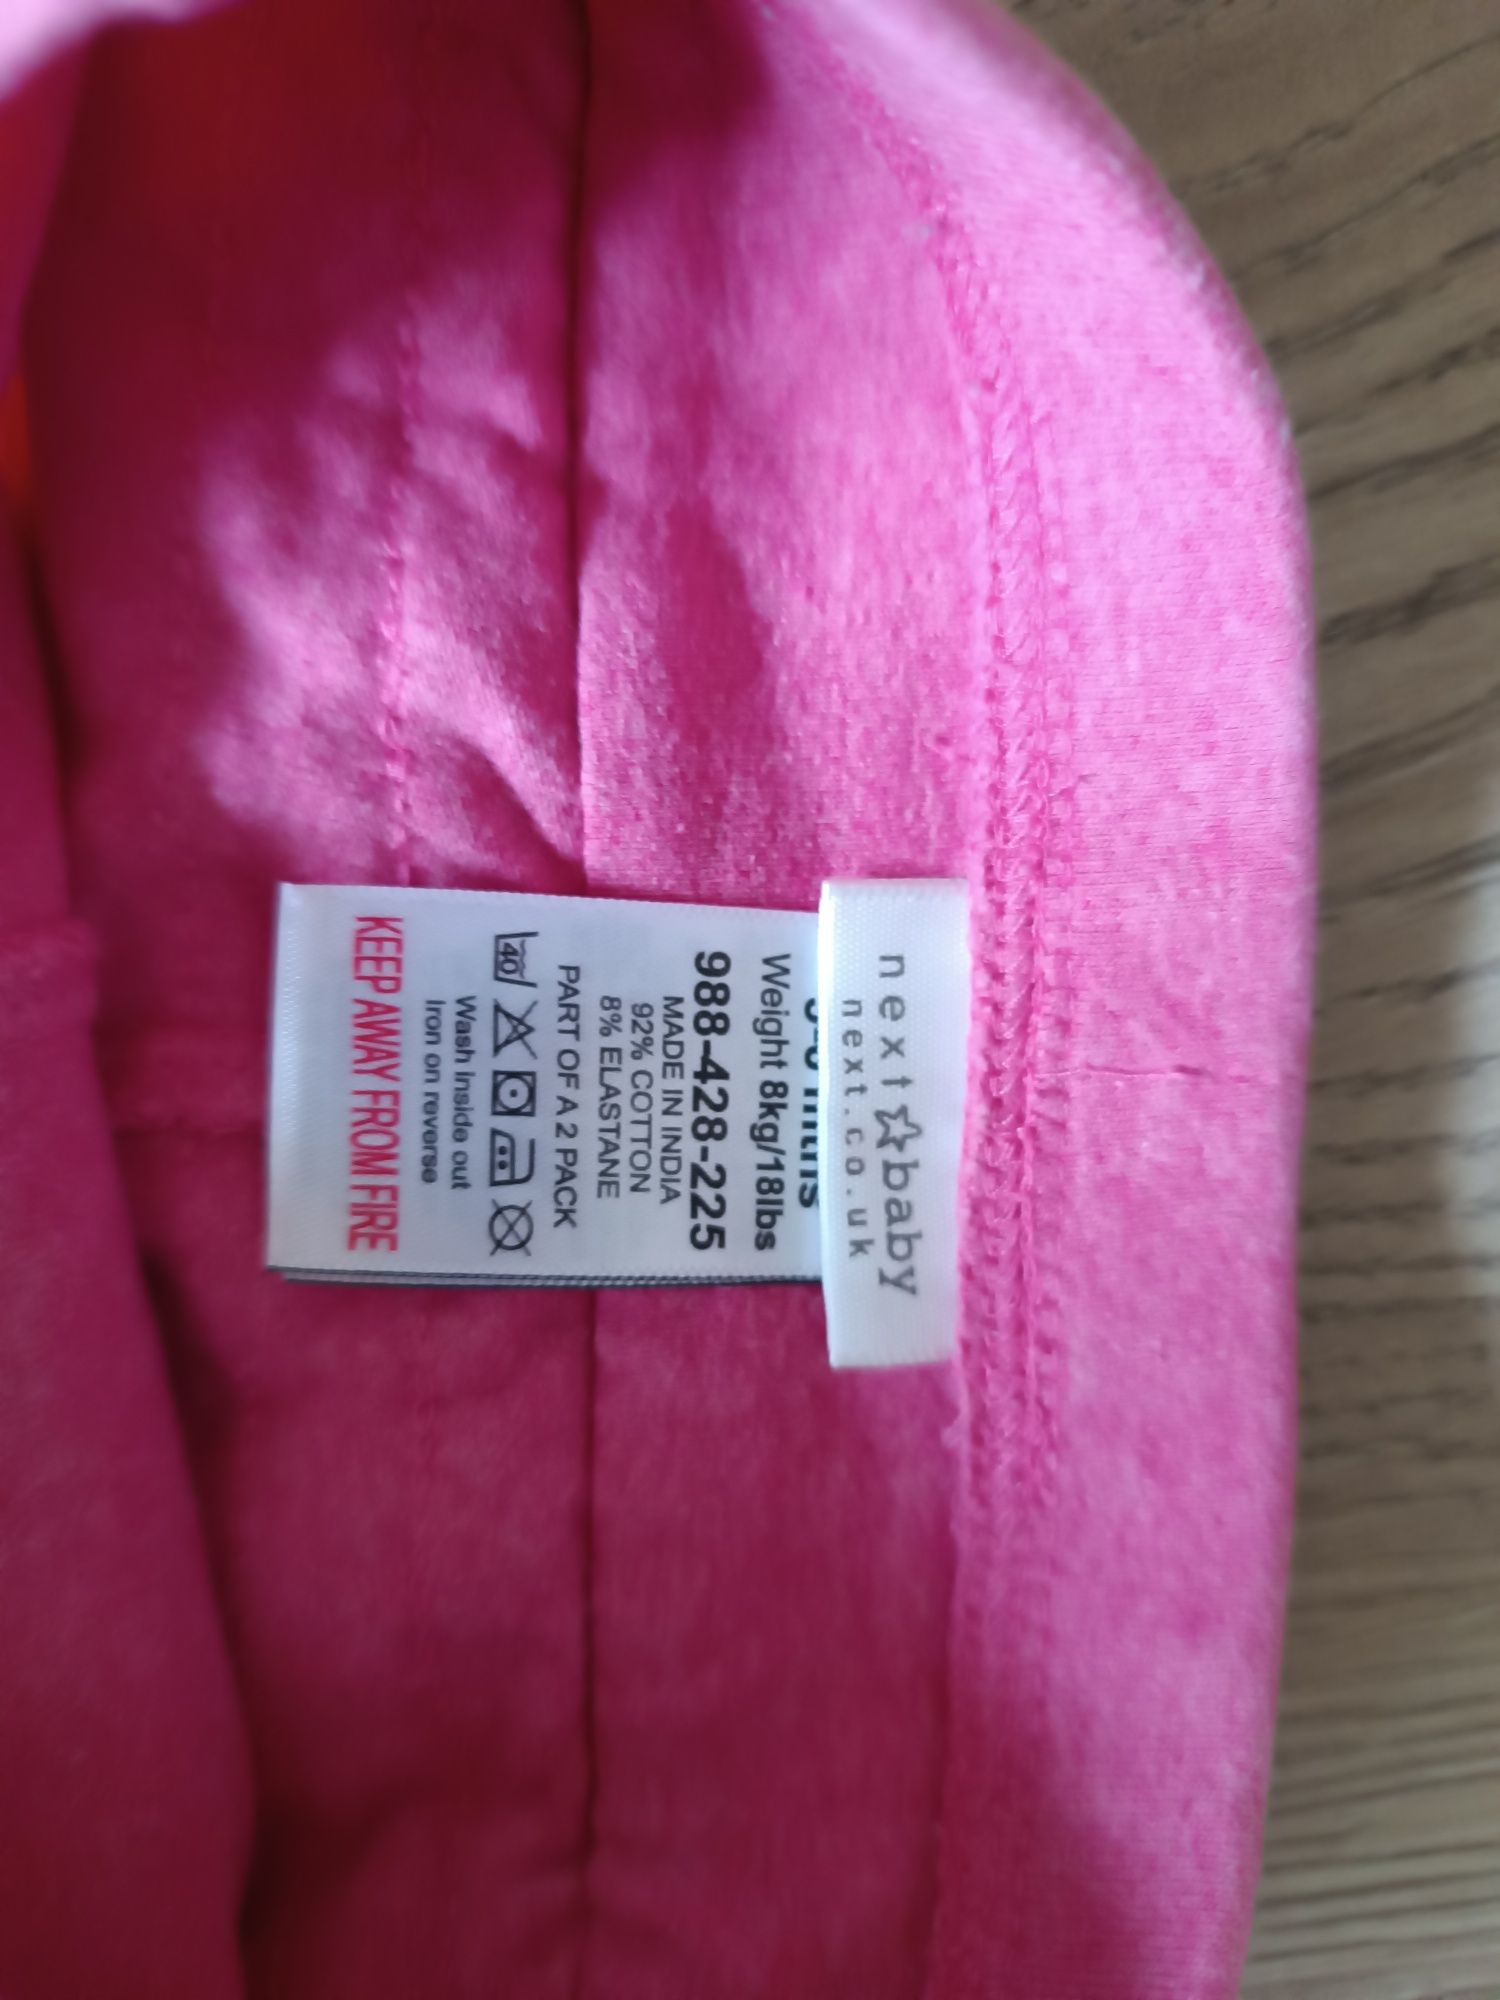 next baby
next.co.uk
mths
Weight 8kg/18lbs
988-428-225
MADE IN INDIA
92% COTTON
8% ELASTANE
PART OF A 2 PACK
40
Wash inside out
Iron on reverse
KEEP AWAY FROM FIRE